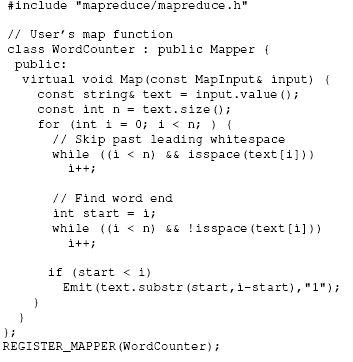 #include "mapreduce/mapreduce.h"
// User's map function
class WordCounter : public Mapper {
public:
virtual void Map(const MapInput& input) {
const string& text = input.value();
const int n = text.size();
for (int i = 0; i < n; ) {
// Skip past leading whitespace
while ((i < n) && isspace(text[i]))
i++;
// Find word end
int start = i;
while ((i < n) && !isspace(text[i]))
i++;
if (start < i)
Emit(text.substr(start,i-start),"1");
}
}
};
REGISTER_MAPPER(WordCounter);